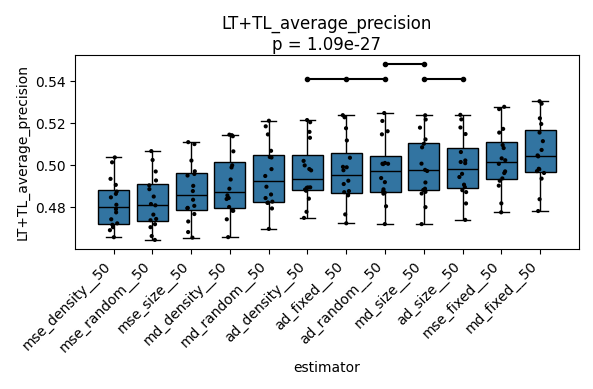 LT+TL_average_precision
p = 1.09e-27
LT+TL_average_precision
0.54
0.52
0.50
0.48
mse_density__50
mse_random__50
mse_size__50
md_density__50
md_random__50
ad_density__50
ad_fixed__50
ad_random__50
md_size__50
ad_size__50
mse_fixed__50
md_fixed__50
estimator